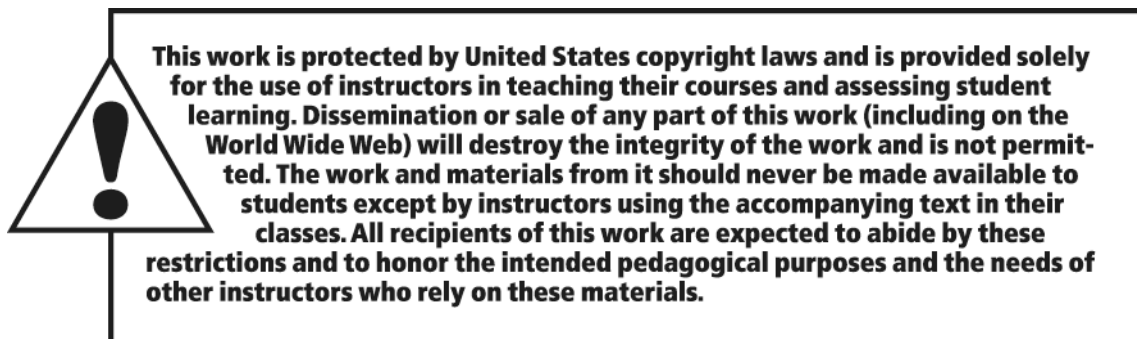 This work is protected by United States copyright laws and is provided solely
for the use of instructors in teaching their courses and assessing student
learning. Dissemination or sale of any part of this work (including on the
World Wide Web) will destroy the integrity of the work and is not permit-
ted. The work and materials from it should never be made available to
students except by instructors using the accompanying text in their
classes. All recipients of this work are expected to abide by these
restrictions and to honor the intended pedagogical purposes and the needs of
other instructors who rely on these materials.